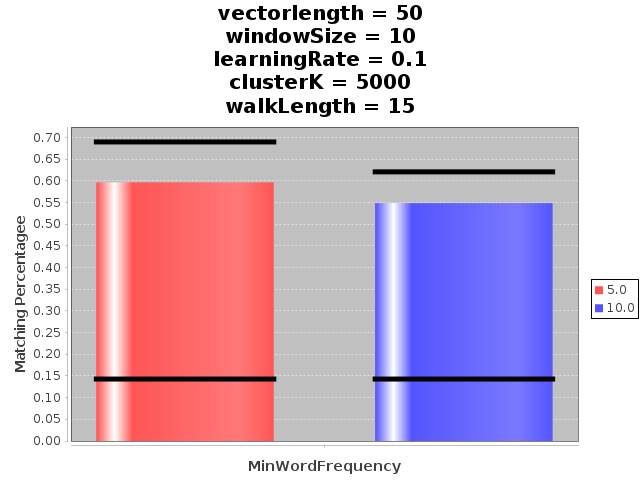 vectorlength = 50
windowSize = 10
learningRate = 0.1
clusterK = 5000
walkLength = 15
Matching Percentagee
0.70
0.65
0.60
0.55
0.50
0.45
0.40
0.35
0.30
0.25
0.20
0.15
0.10
0.05
0.00
5.0
10.0
MinWordFrequency